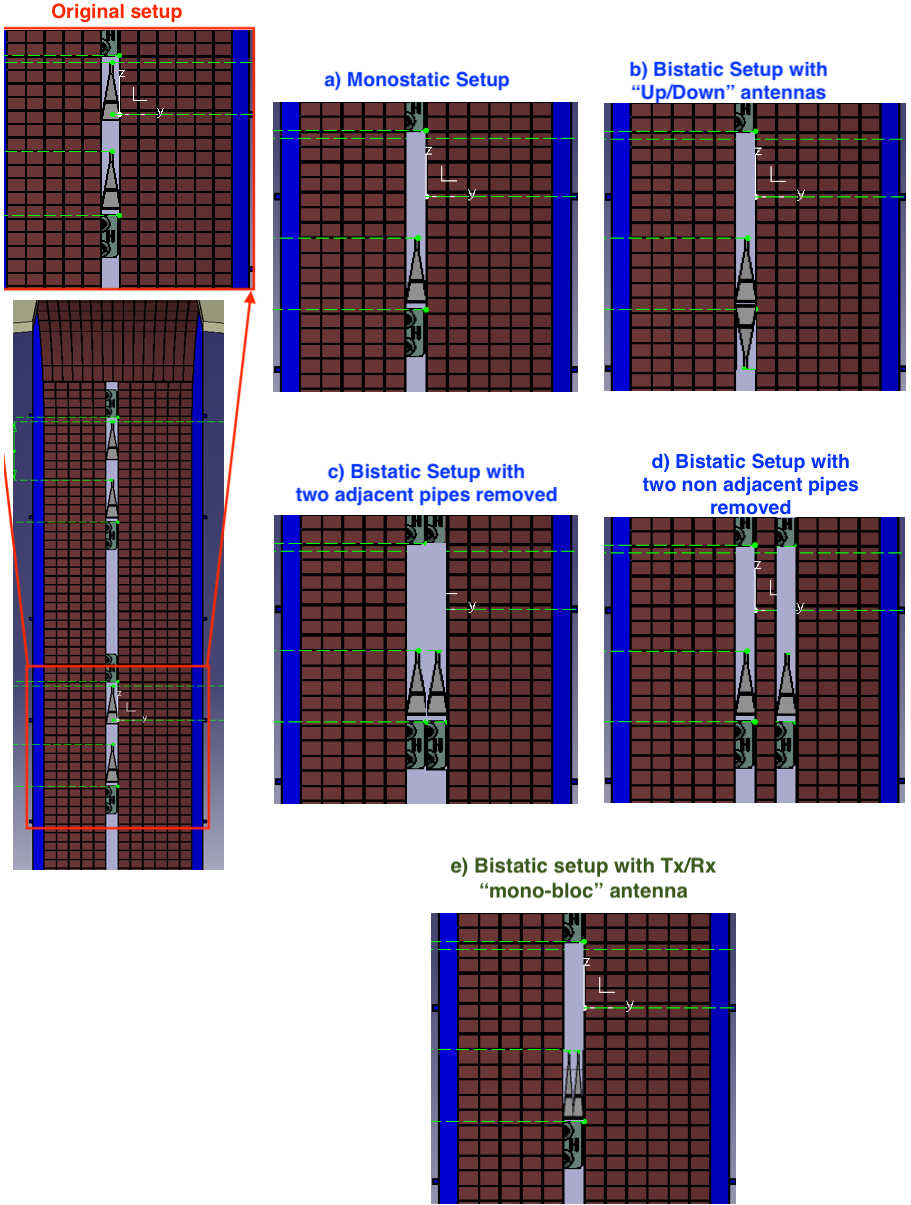 Original setup
z
y
a) Monostatic Setup
z
y
b) Bistatic Setup with
“Up/Down” antennas
z
y
z
y
c) Bistatic Setup with
two adjacent pipes removed
y
d) Bistatic Setup with
two non adjacent pipes
removed
z
y
e) Bistatic setup with Tx/Rx
“mono-bloc” antenna
z
y